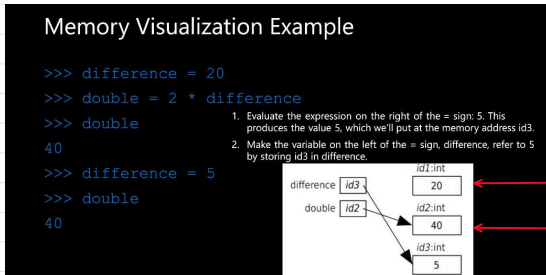 Memory Visualization Example
>>> difference = 20
>>> double = 2 * difference
>>> double
40
>>> difference = 5
>>> double
40
1. Evaluate the expression on the right of the = sign: 5. This
produces the value 5, which we'll put at the memory address id3.
2. Make the variable on the left of the = sign, difference, refer to 5
by storing id3 in difference.
id1:int
difference id3 20
double id2 id2:int
40
id3:int
5